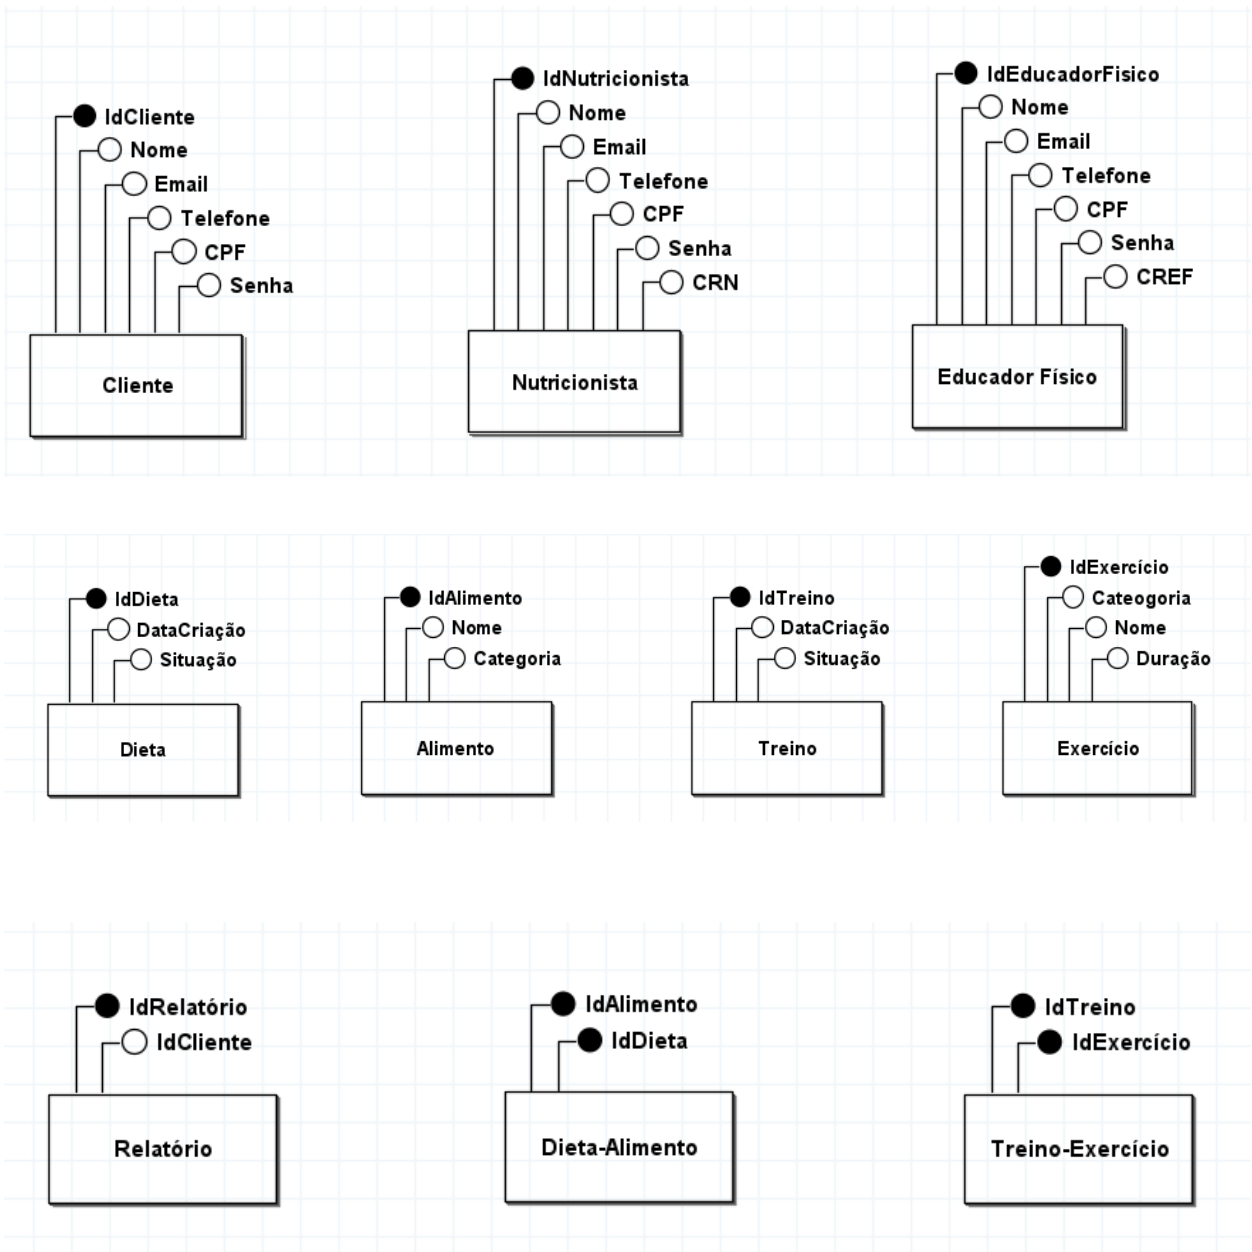 IdCliente
Nome
Email
Telefone
CPF
Senha
Cliente
IdNutricionista
Nome
Email
Telefone
CPF
Senha
CRN
Nutricionista
IdEducadorFisico
Nome
Email
Telefone
CPF
Senha
CREF
Educador Físico
IdDieta
DataCriação
Situação
Dieta
IdAlimento
Nome
Categoria
Alimento
IdTreino
DataCriação
Situação
Treino
IdExercício
Cateogoria
Nome
Duração
Exercício
IdRelatório
IdCliente
Relatório
IdAlimento
IdDieta
Dieta-Alimento
IdTreino
IdExercício
Treino-Exercício